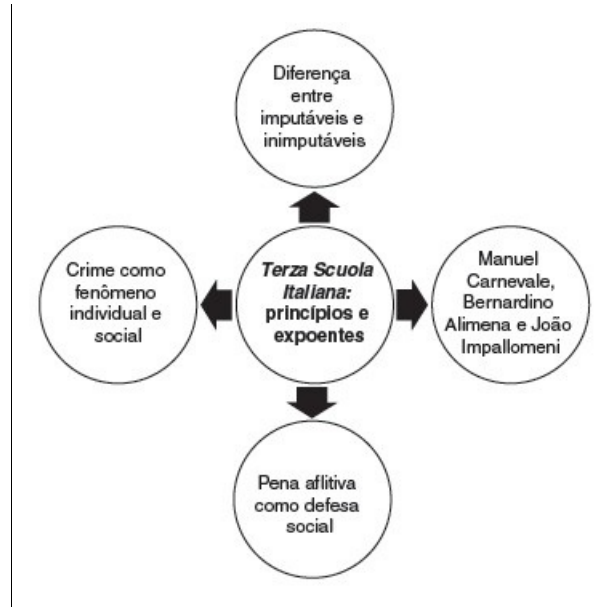 Diferença
entre
imputáveis e
inimputáveis
Crime como
fenômeno
individual e
social
Terza Scuola
Italiana:
princípios e
expoentes
Manuel
Carnevale,
Bernardino
Alimena e João
Impallomeni
Pena aflitiva
como defesa
social